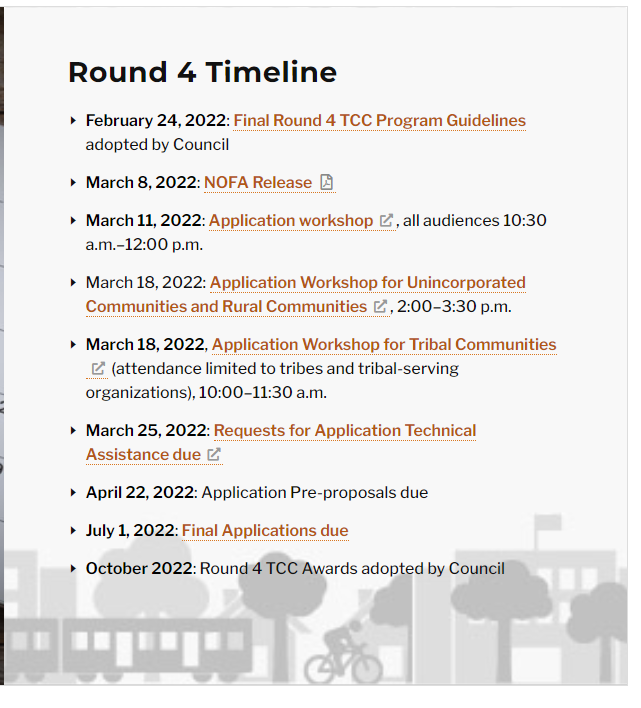 Round 4 Timeline
February 24, 2022: Final Round 4 TCC Program Guidelines
adopted by Council
March 8, 2022: NOFA Release
March 11, 2022: Application workshop , all audiences 10:30
a.m.–12:00 p.m.
March 18, 2022: Application Workshop for Unincorporated
Communities and Rural Communities , 2:00–3:30 p.m.
March 18, 2022, Application Workshop for Tribal Communities
(attendance limited to tribes and tribal-serving
organizations), 10:00–11:30 a.m.
March 25, 2022: Requests for Application Technical
Assistance due
April 22, 2022: Application Pre-proposals due
July 1, 2022: Final Applications due
October 2022: Round 4 TCC Awards adopted by Council